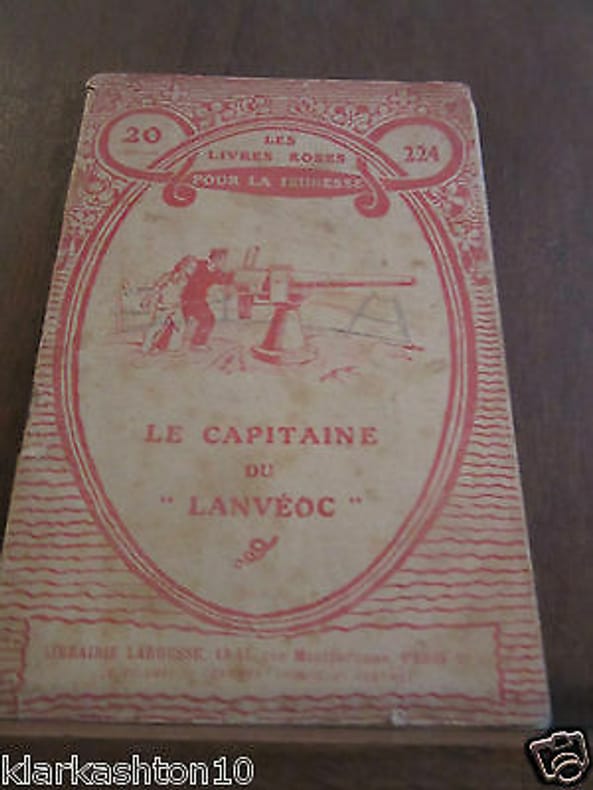 20
LES
LIVRES ROSES
POUR LA JEUNESSE
224
LE CAPITAINE
DU
" LANVÉOC "
LIBRAIRIE LAROUSSE, PARIS
klarkashton10